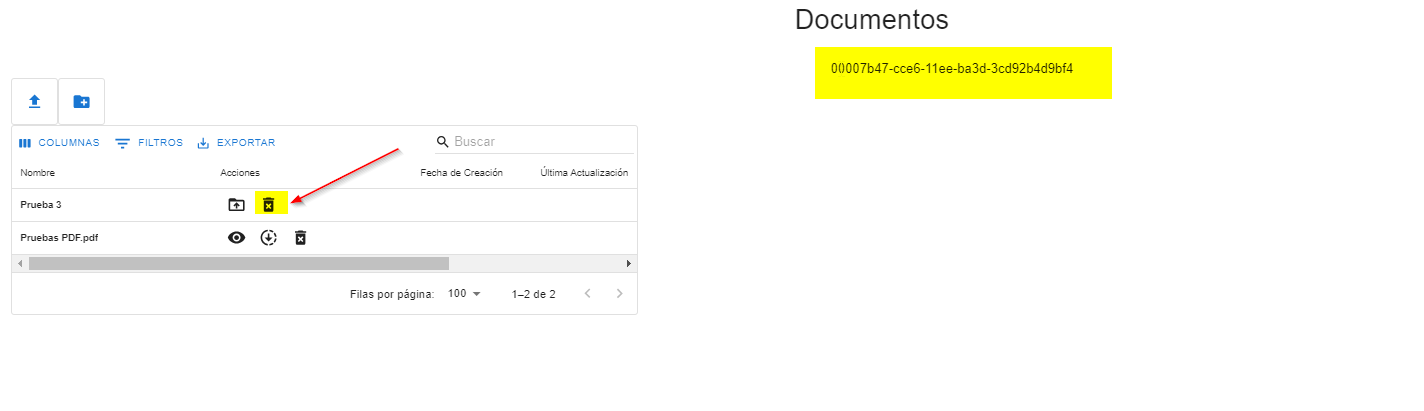 Documentos
00007b47-cce6-11ee-ba3d-3cd92b4d9bf4
COLUMNAS FILTROS EXPORTAR Buscar
Nombre Acciones Fecha de Creación Última Actualización
Prueba 3
Pruebas PDF.pdf
Filas por página: 100 1–2 de 2